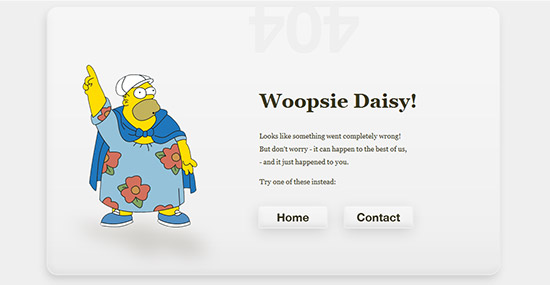 404
Woopsie Daisy!
Looks like something went completely wrong!
But don't worry - it can happen to the best of us,
- and it just happened to you.
Try one of these instead:
Home
Contact